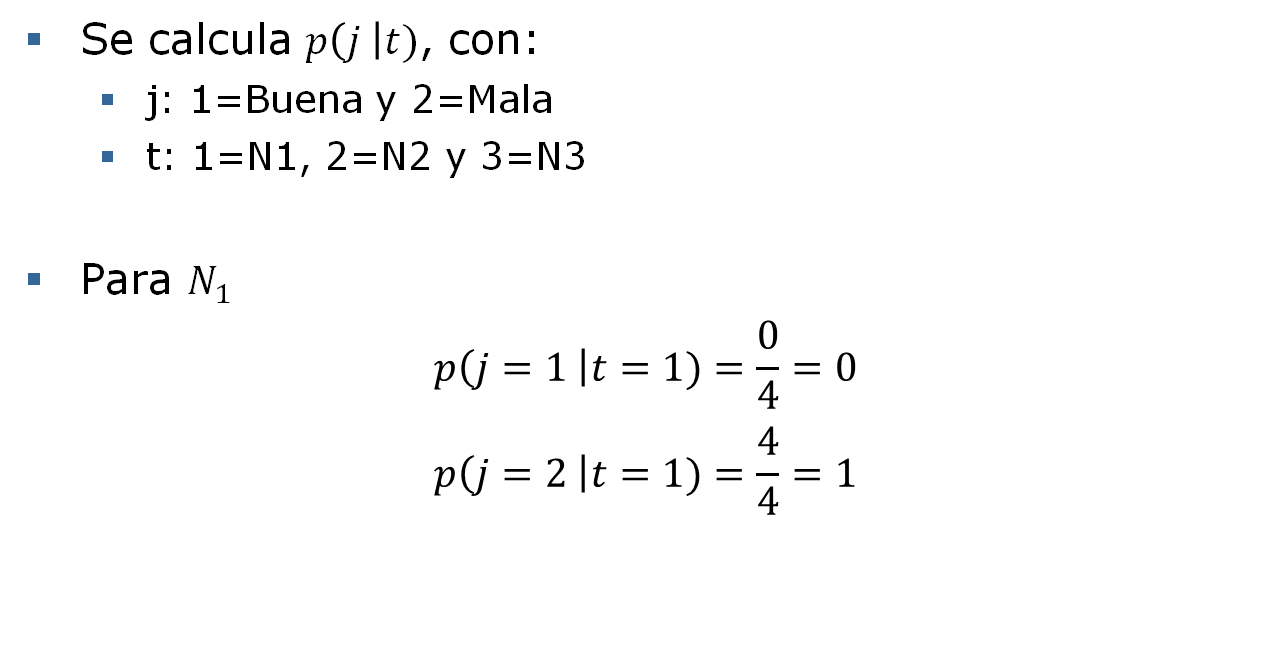 ▪ Se calcula p(j |t), con:
▪ j: 1=Buena y 2=Mala
▪ t: 1=N1, 2=N2 y 3=N3
▪ Para N₁
p(j = 1 |t = 1) = 0/4 = 0
p(j = 2 |t = 1) = 4/4 = 1